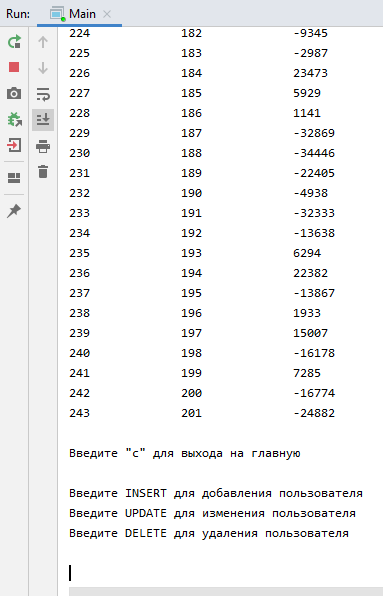 Run: Main
224 182 -9345
225 183 -2987
226 184 23473
227 185 5929
228 186 1141
229 187 -32869
230 188 -34446
231 189 -22405
232 190 -4938
233 191 -32333
234 192 -13638
235 193 6294
236 194 22382
237 195 -13867
238 196 1933
239 197 15007
240 198 -16178
241 199 7285
242 200 -16774
243 201 -24882
Введите "c" для выхода на главную
Введите INSERT для добавления пользователя
Введите UPDATE для изменения пользователя
Введите DELETE для удаления пользователя